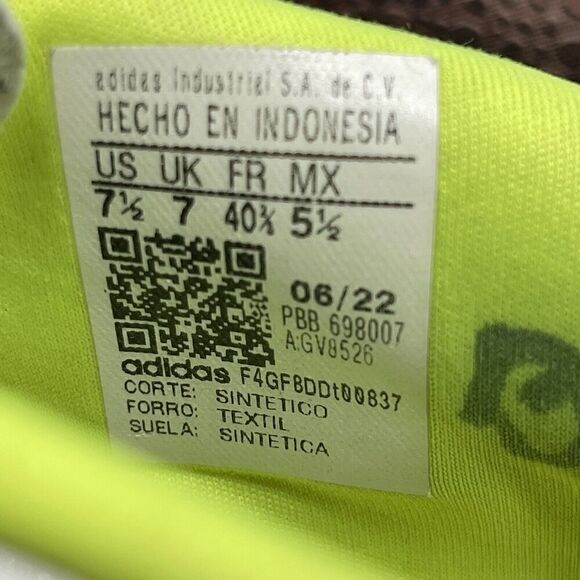 adidas Industrial S.A. de C.V.
HECHO EN INDONESIA
US UK FR MX
7½ 7 40⅔ 5½
06/22
PBB 698007
A:GV8526
adidas F4GF8DDt00837
CORTE: SINTETICO
FORRO: TEXTIL
SUELA: SINTETICA